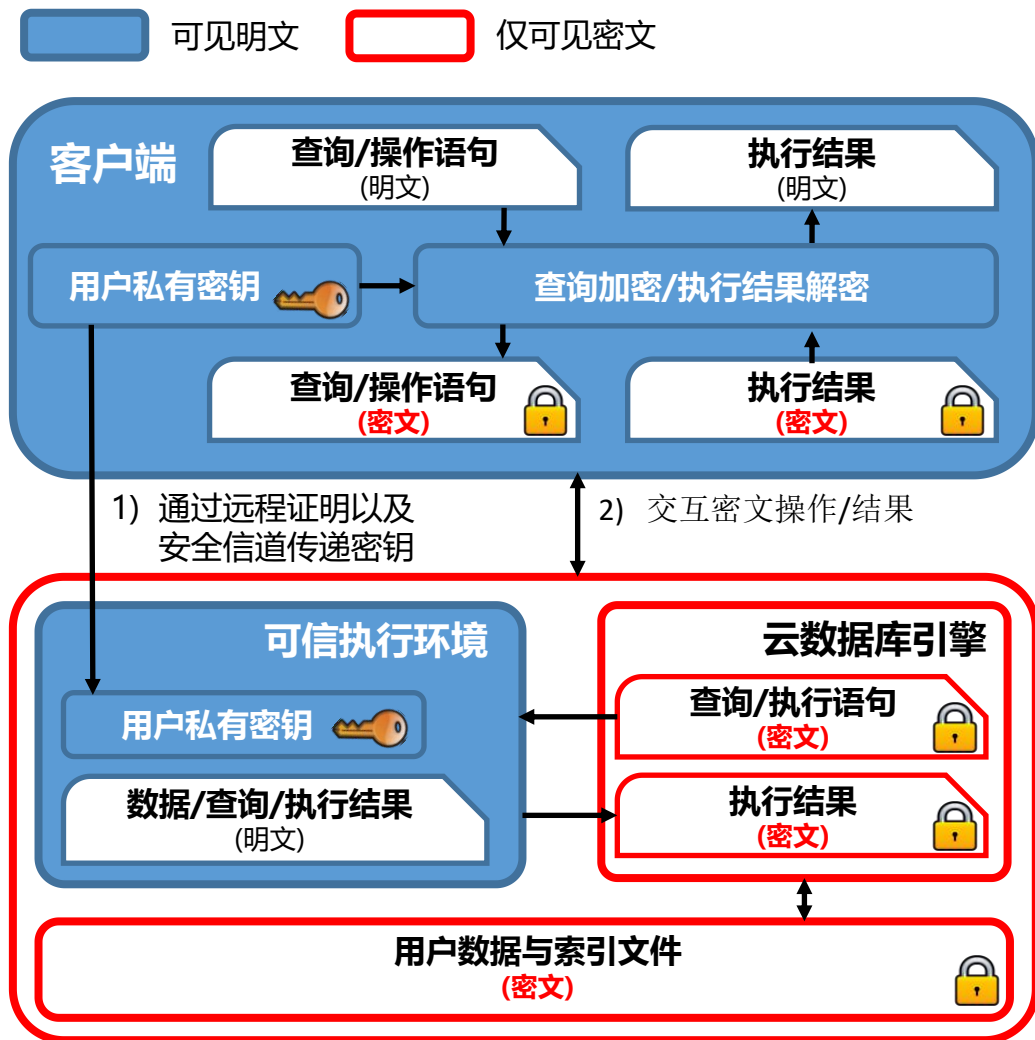 可见明文
仅可见密文
客户端
查询/操作语句
(明文)
执行结果
(明文)
用户私有密钥
查询加密/执行结果解密
查询/操作语句
(密文)
执行结果
(密文)
1) 通过远程证明以及
安全信道传递密钥
2) 交互密文操作/结果
可信执行环境
云数据库引擎
用户私有密钥
查询/执行语句
(密文)
数据/查询/执行结果
(明文)
执行结果
(密文)
用户数据与索引文件
(密文)